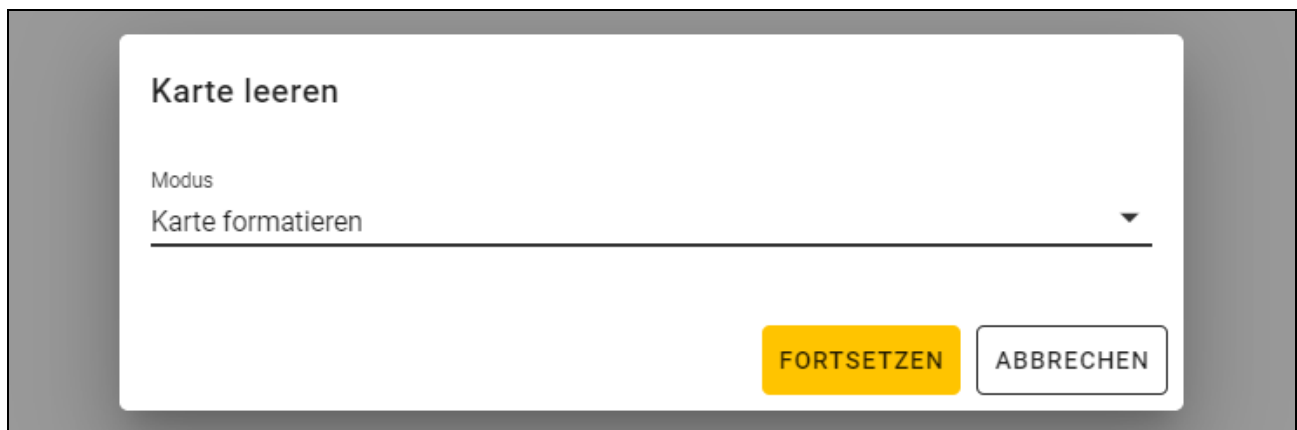 Karte leeren
Modus
Karte formatieren
FORTSETZEN ABBRECHEN